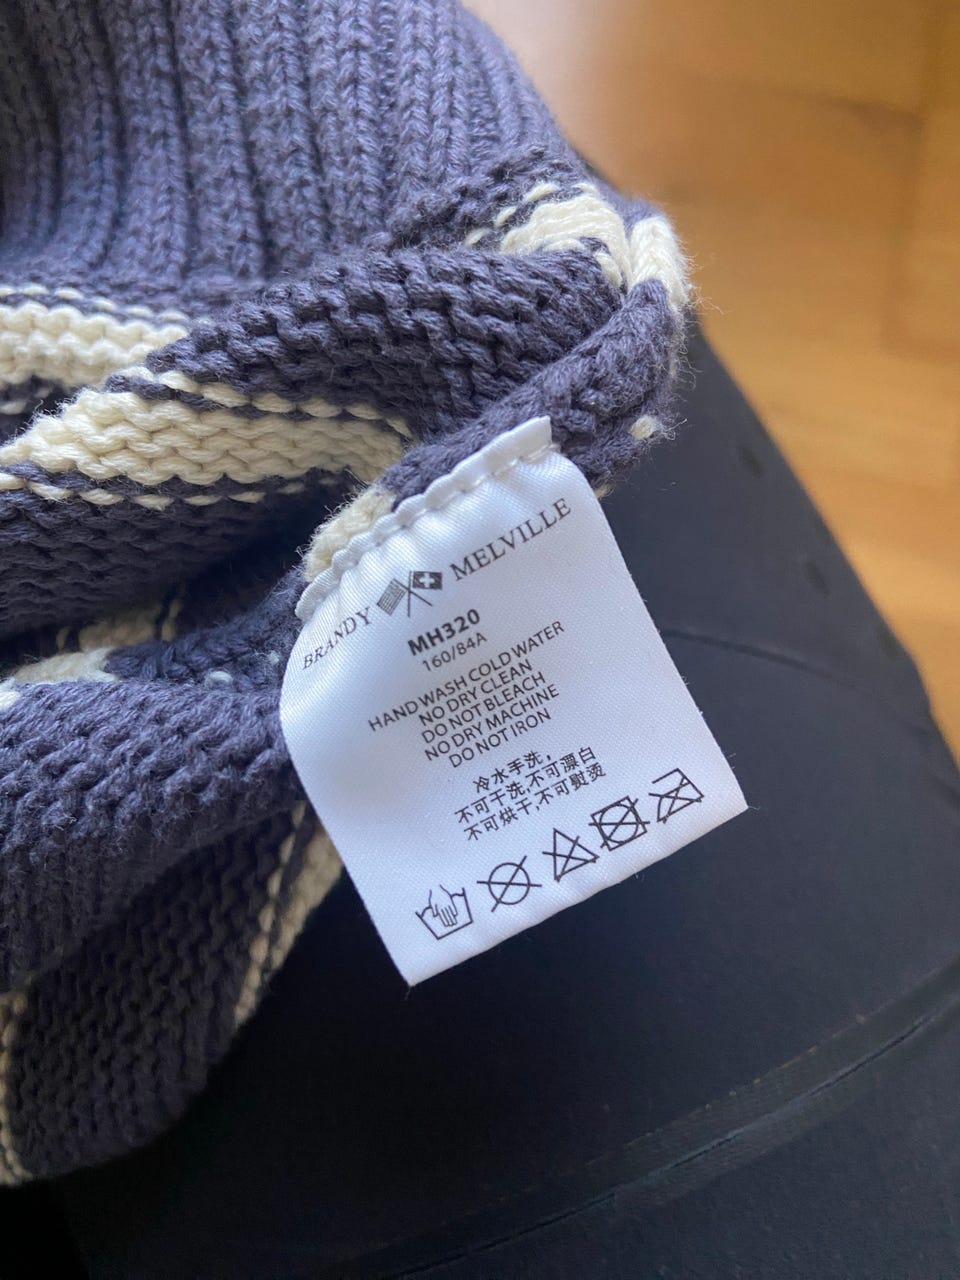 BRANDY MELVILLE
MH320
160/84A
HAND WASH COLD WATER
NO DRY CLEAN
DO NOT BLEACH
NO DRY MACHINE
DO NOT IRON
冷水手洗，
不可干洗,不可漂白
不可烘干,不可熨烫